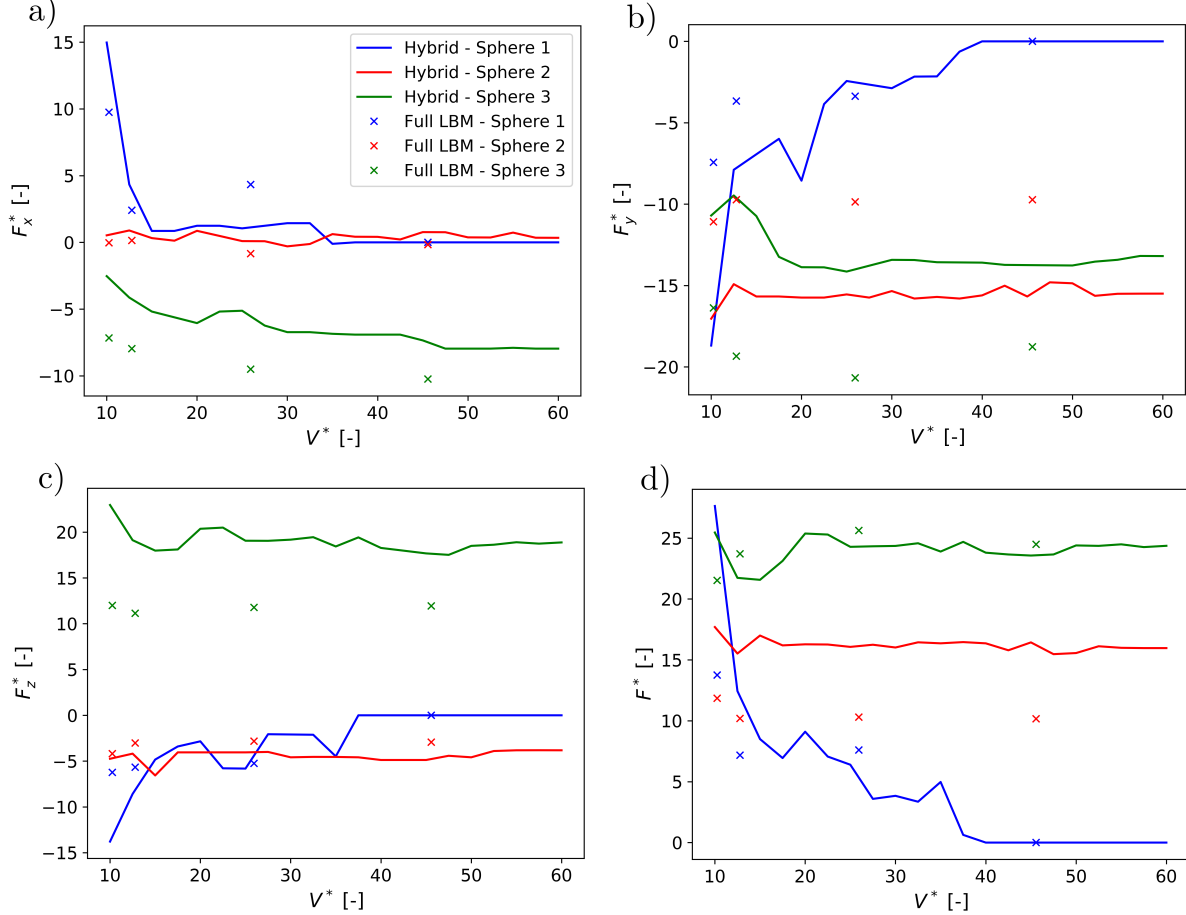 a)
15
10
5
0
−5
−10
F*x [-]
10 20 30 40 50 60
V* [-]
Hybrid - Sphere 1
Hybrid - Sphere 2
Hybrid - Sphere 3
Full LBM - Sphere 1
Full LBM - Sphere 2
Full LBM - Sphere 3
b)
0
−5
−10
−15
−20
F*y [-]
10 20 30 40 50 60
V* [-]
c)
20
15
10
5
0
−5
−10
−15
F*z [-]
10 20 30 40 50 60
V* [-]
d)
25
20
15
10
5
0
F* [-]
10 20 30 40 50 60
V* [-]